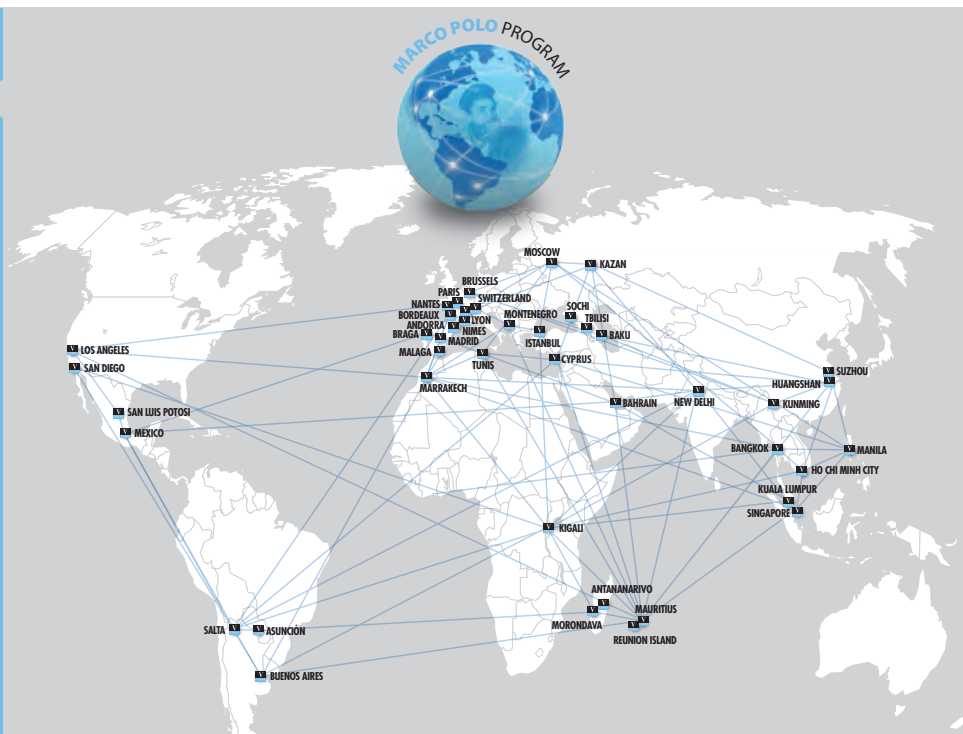 MARCO POLO PROGRAM
MOSCOW
KAZAN
BRUSSELS
PARIS
SWITZERLAND
NANTES
BORDEAUX
LYON
ANDORRA
NIMES
BRAGA
MADRID
MALAGA
MONTENEGRO
SOCHI
TBILISI
ISTANBUL
BAKU
TUNIS
CYPRUS
MARRAKECH
LOS ANGELES
SAN DIEGO
SAN LUIS POTOSI
MEXICO
SUZHOU
HUANGSHAN
BAHRAIN
NEW DELHI
KUNMING
BANGKOK
MANILA
HO CHI MINH CITY
KUALA LUMPUR
SINGAPORE
KIGALI
ANTANANARIVO
MAURITIUS
MORONDAVA
REUNION ISLAND
SALTA
ASUNCIÓN
BUENOS AIRES